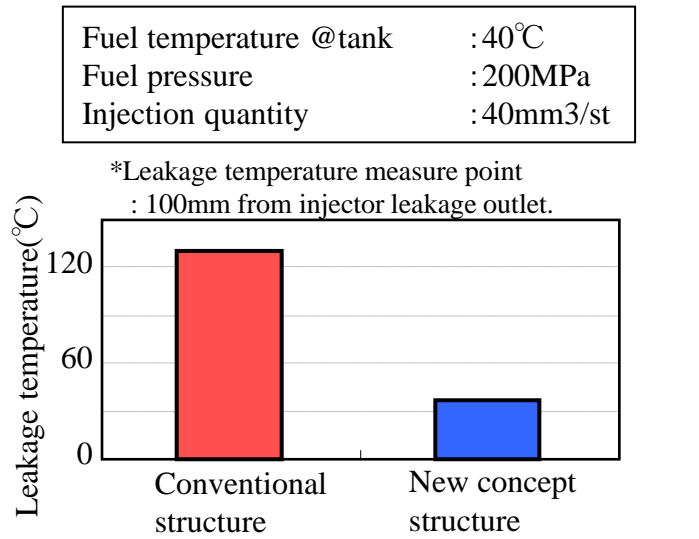 Fuel temperature @tank :40℃
Fuel pressure :200MPa
Injection quantity :40mm3/st
*Leakage temperature measure point
: 100mm from injector leakage outlet.
Leakage temperature(℃)
120
60
0
Conventional structure
New concept structure